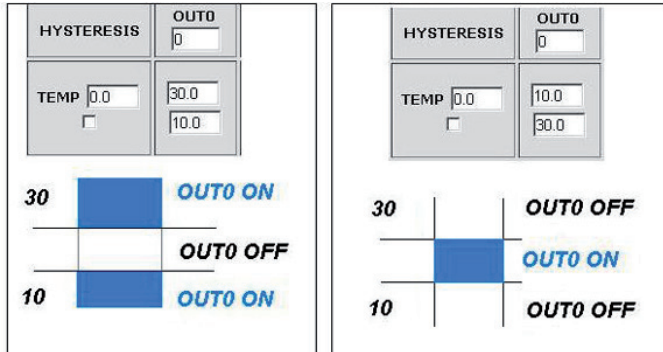 HYSTERESIS
OUT0
0
TEMP 0.0
30.0
10.0
30
OUT0 ON
OUT0 OFF
10
OUT0 ON
HYSTERESIS
OUT0
0
TEMP 0.0
10.0
30.0
30
OUT0 OFF
OUT0 ON
10
OUT0 OFF